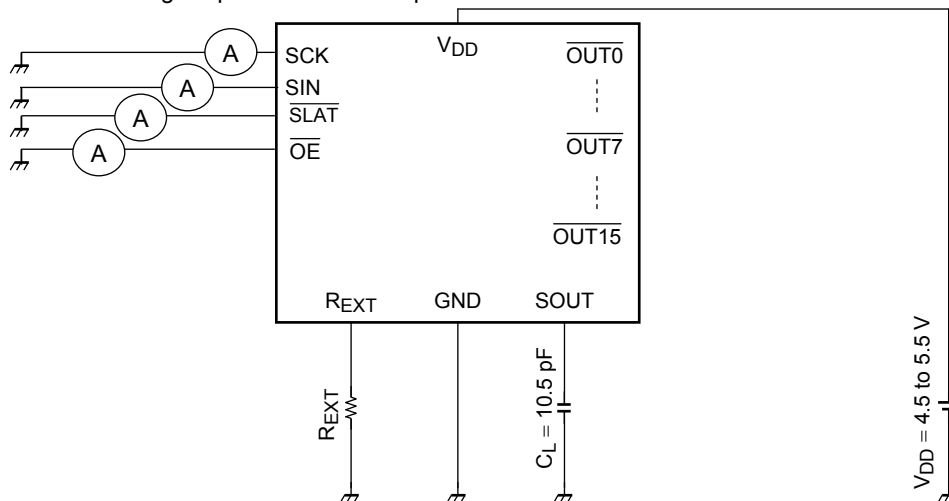 A SCK
A SIN
A SLAT
A OE
VDD
OUT0
OUT7
OUT15
REXT GND SOUT
REXT
CL = 10.5 pF
VDD = 4.5 to 5.5 V